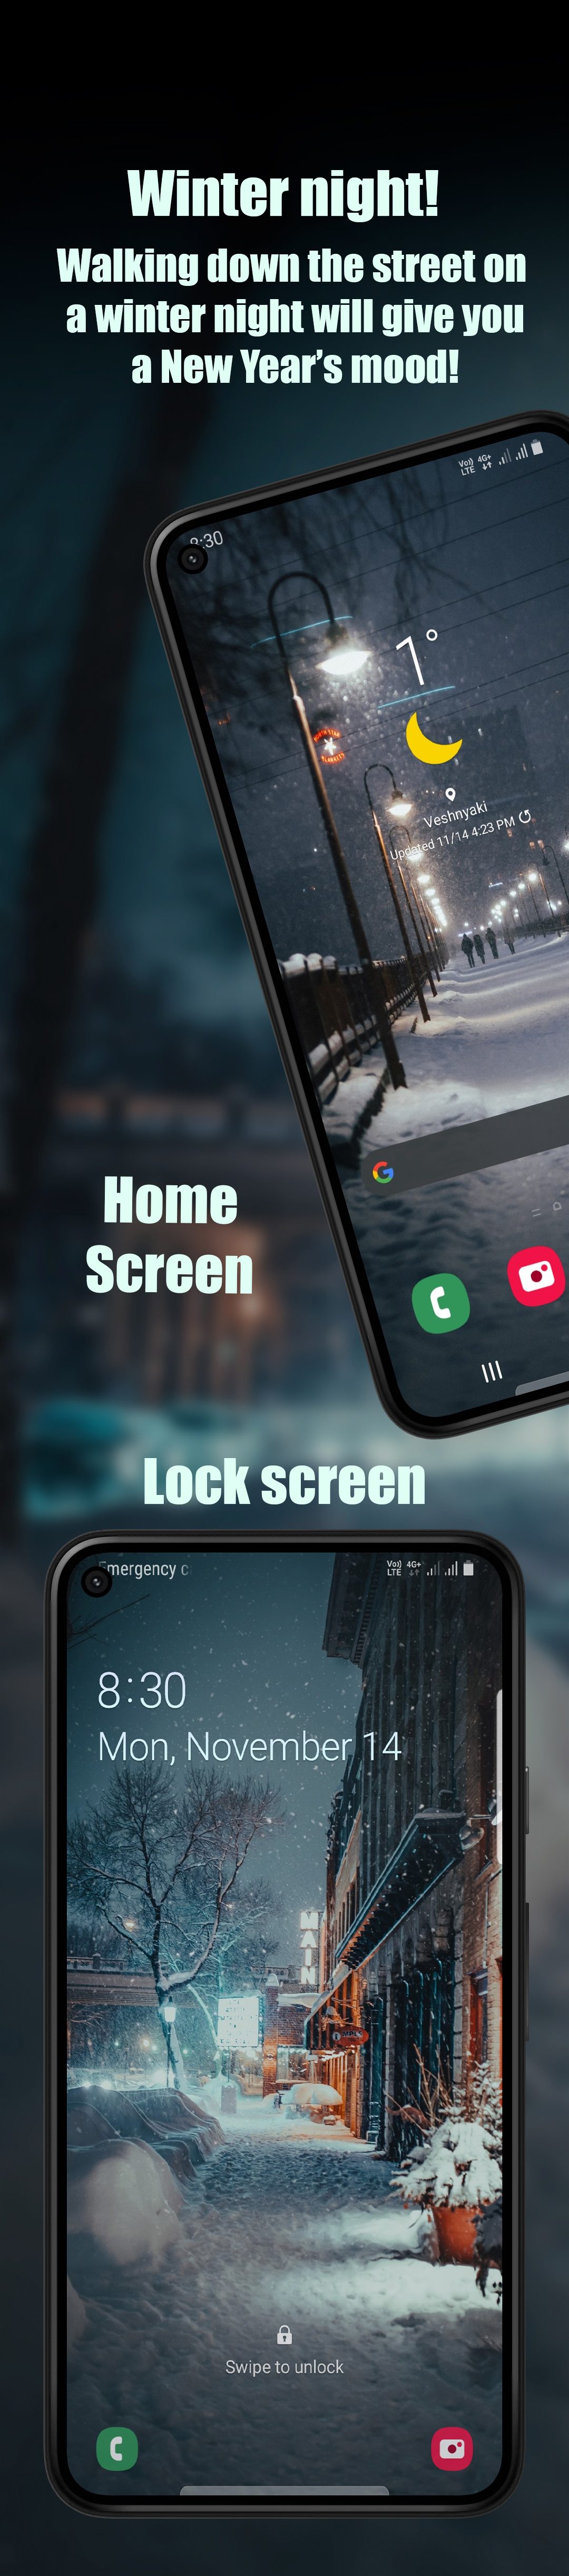 Winter night!
Walking down the street on
a winter night will give you
a New Year's mood!
Vo)) 4G+
LTE
8:30
1°
Veshnyaki
Updated 11/14 4:23 PM
G
Home
Screen
Lock screen
Emergency c
Vo)) 4G+
LTE
8:30
Mon, November 14
MAIN
Swipe to unlock